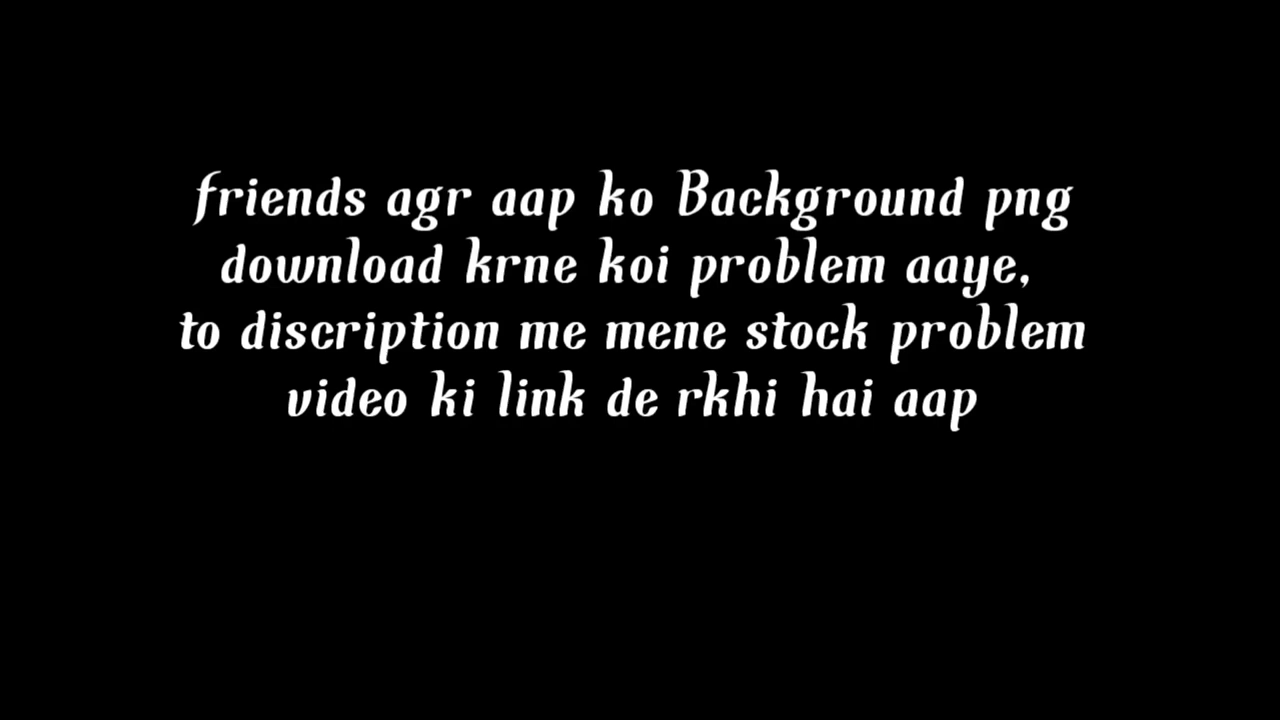 friends agr aap ko Background png
download krne koi problem aaye,
to discription me mene stock problem
video ki link de rkhi hai aap